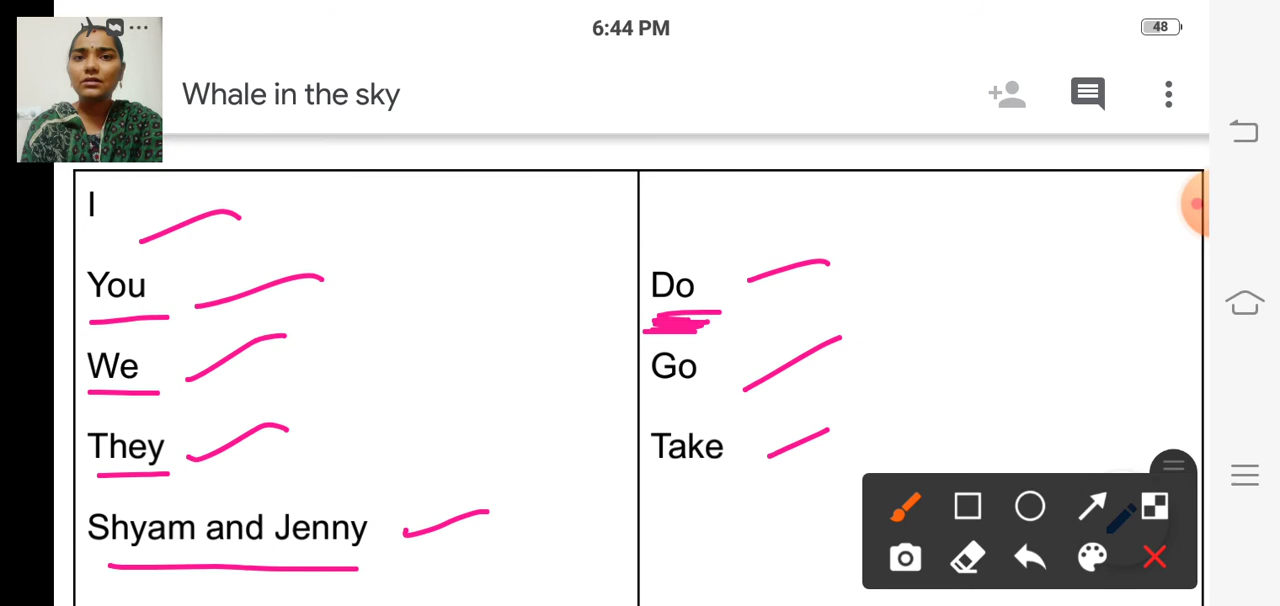 6:44 PM
48
Whale in the sky
I
You
Do
We
Go
They
Take
Shyam and Jenny